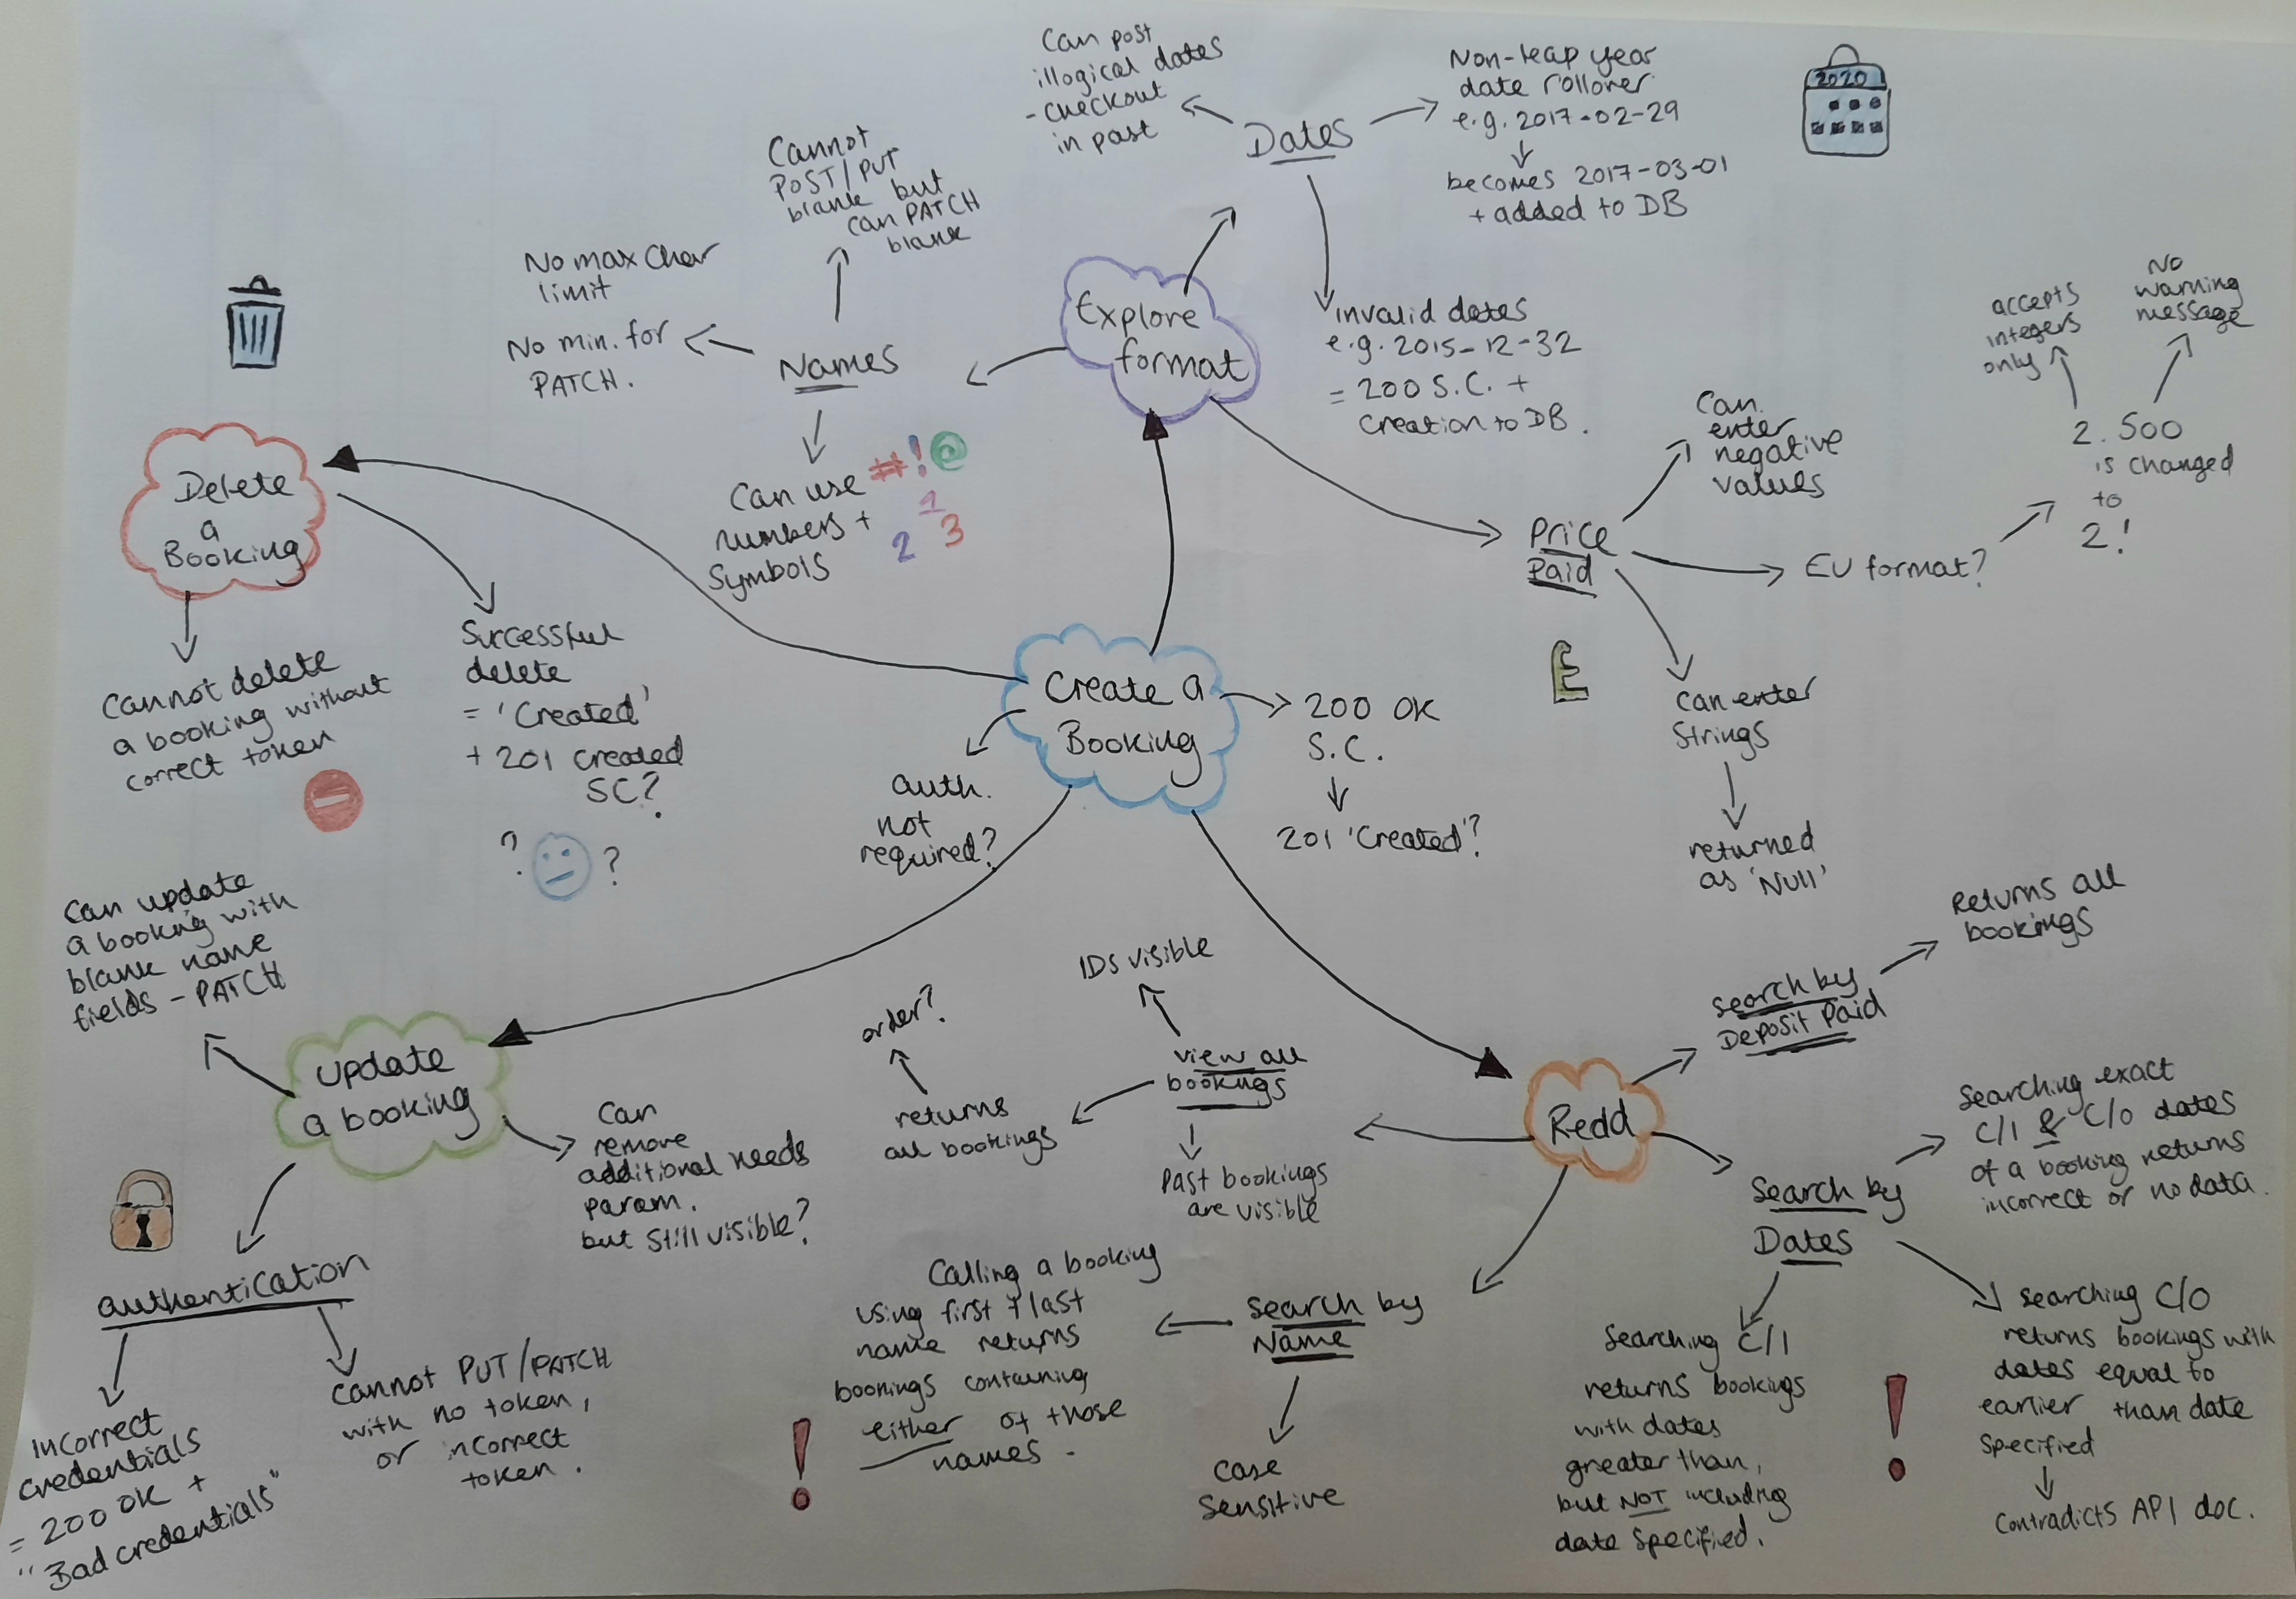 Can post
illogical dates
- checkout
in past
Dates
Non-leap year
date rollover
e.g. 2017-02-29
becomes 2017-03-01
+ added to DB
2020
invalid dates
e.g. 2015-12-32
= 200 S.C. +
Creation to DB.
Explore
format
Cannot
POST/PUT
blank but
can PATCH
blank
No max char
limit
No min. for
PATCH.
Names
Can use #!@
numbers +
Symbols
1
2 3
Price
Paid
Can
enter
negative
values
EU format?
2.500
is changed
to
2!
accepts
integers
only
No
warning
message
£
Can enter
Strings
returned
as 'Null'
Delete
a
Booking
Cannot delete
a booking without
correct token
Successful
delete
= 'Created'
+ 201 created
SC?
? ?
Create a
Booking
200 OK
S.C.
201 'Created'?
auth.
not
required?
Can update
a booking with
blank name
fields - PATCH
Update
a booking
Can
remove
additional needs
param.
but still visible?
authentication
Incorrect
credentials
= 200 OK +
"Bad credentials"
Cannot PUT/PATCH
with no token,
or incorrect
token.
Read
view all
bookings
IDs visible
returns
all bookings
order?
Past bookings
are visible
Search by
Deposit Paid
Returns all
bookings
Search by
Dates
Searching exact
C/I & C/O dates
of a booking returns
incorrect or no data.
Searching C/O
returns bookings with
dates equal to
earlier than date
specified
Contradicts API doc.
Searching C/I
returns bookings
with dates
greater than,
but NOT including
date specified.
!
Search by
Name
Case
Sensitive
Calling a booking
using first + last
name returns
bookings containing
either of those
names.
!